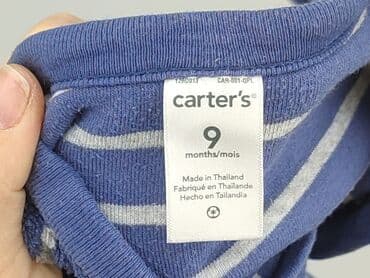 carter's®
9
months/mois
Made in Thailand
Fabriqué en Thaïlande
Hecho en Tailandia